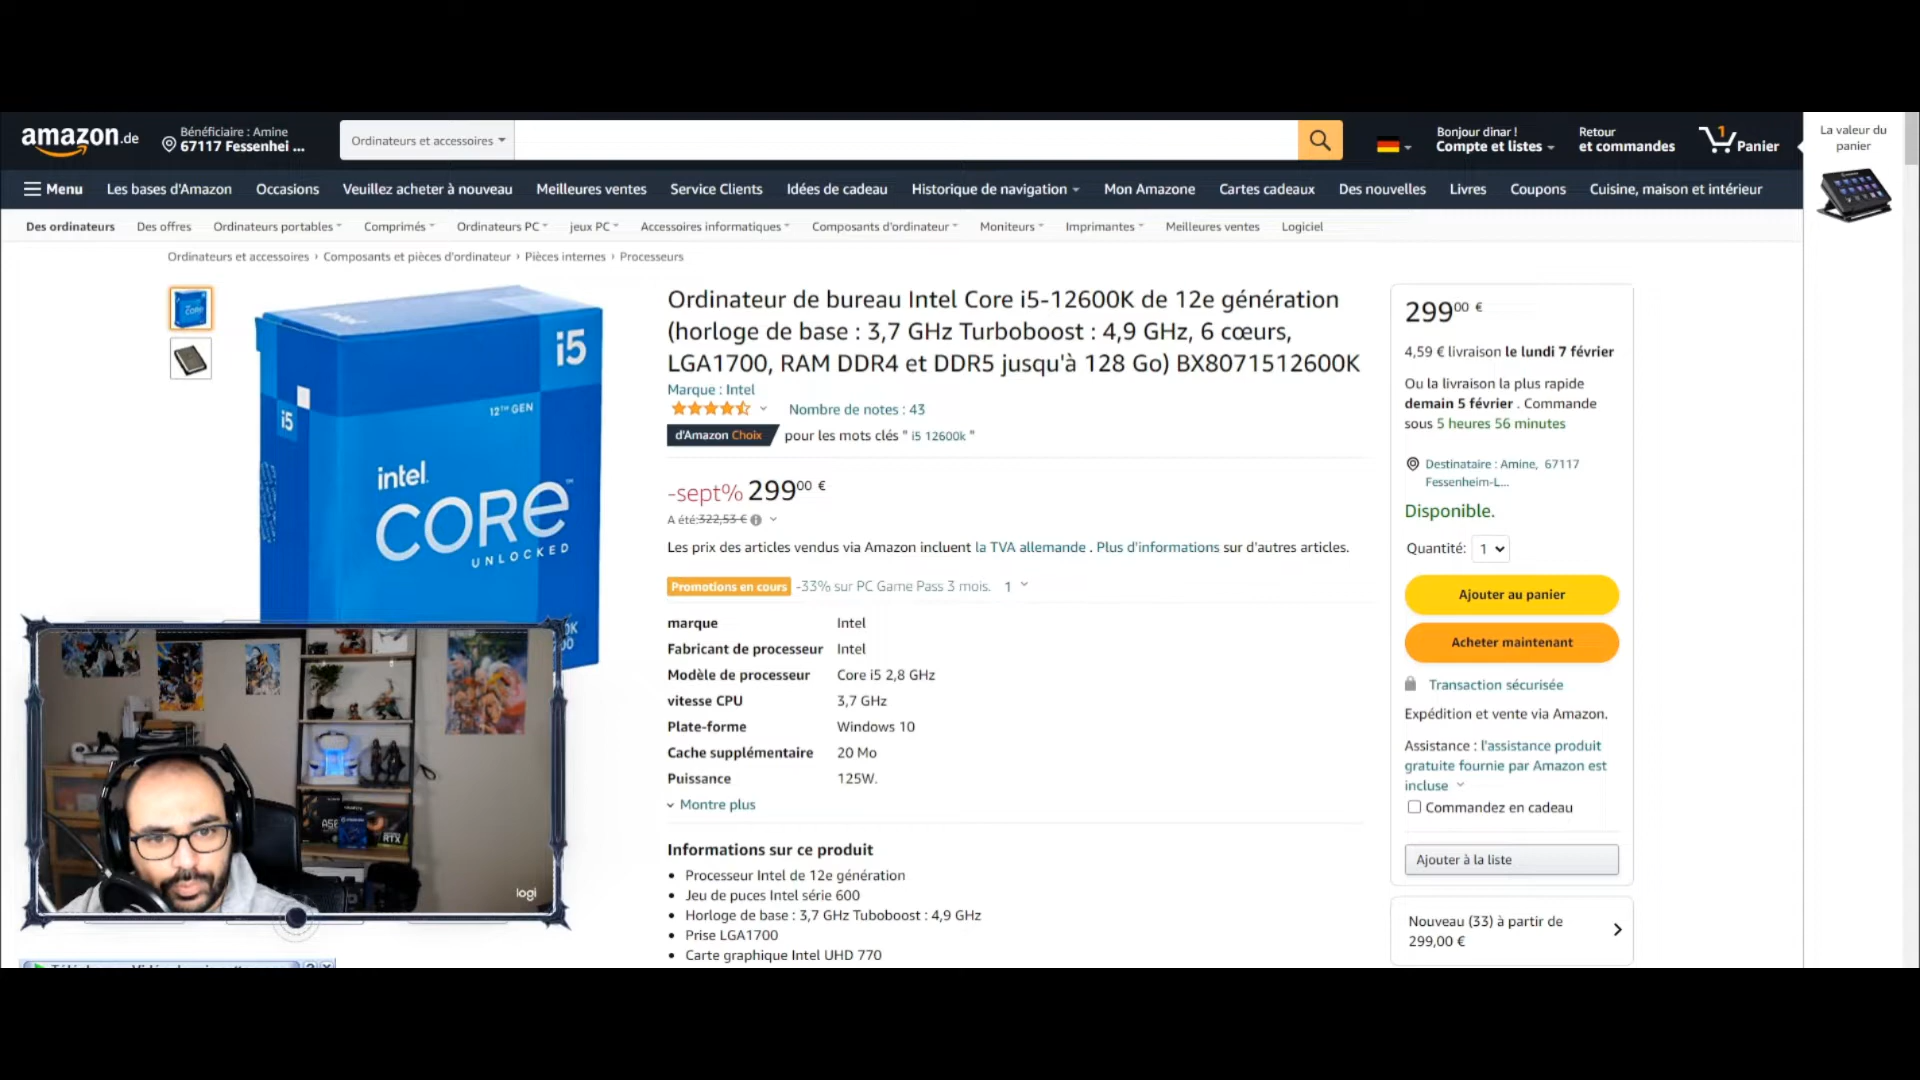 amazon.de
Bénéficiaire : Amine
67117 Fessenhei ...
Ordinateurs et accessoires
Bonjour dinar !
Compte et listes
Retour
et commandes
1
Panier
La valeur du
panier
Menu
Les bases d'Amazon
Occasions
Veuillez acheter à nouveau
Meilleures ventes
Service Clients
Idées de cadeau
Historique de navigation
Mon Amazone
Cartes cadeaux
Des nouvelles
Livres
Coupons
Cuisine, maison et intérieur
Des ordinateurs
Des offres
Ordinateurs portables
Comprimés
Ordinateurs PC
jeux PC
Accessoires informatiques
Composants d'ordinateur
Moniteurs
Imprimantes
Meilleures ventes
Logiciel
Ordinateurs et accessoires › Composants et pièces d'ordinateur › Pièces internes › Processeurs
i5
i5
12TH GEN
intel.
CORE™
UNLOCKED
Ordinateur de bureau Intel Core i5-12600K de 12e génération
(horloge de base : 3,7 GHz Turboboost : 4,9 GHz, 6 cœurs,
LGA1700, RAM DDR4 et DDR5 jusqu'à 128 Go) BX8071512600K
Marque : Intel
Nombre de notes : 43
d'Amazon Choix pour les mots clés " i5 12600k "
-sept% 299,00 €
A été:322,53 €
Les prix des articles vendus via Amazon incluent la TVA allemande . Plus d'informations sur d'autres articles.
Promotions en cours -33% sur PC Game Pass 3 mois. 1
marque Intel
Fabricant de processeur Intel
Modèle de processeur Core i5 2,8 GHz
vitesse CPU 3,7 GHz
Plate-forme Windows 10
Cache supplémentaire 20 Mo
Puissance 125W.
Montre plus
Informations sur ce produit
• Processeur Intel de 12e génération
• Jeu de puces Intel série 600
• Horloge de base : 3,7 GHz Tuboboost : 4,9 GHz
• Prise LGA1700
• Carte graphique Intel UHD 770
299 00 €
4,59 € livraison le lundi 7 février
Ou la livraison la plus rapide
demain 5 février . Commande
sous 5 heures 56 minutes
Destinataire : Amine, 67117
Fessenheim-L...
Disponible.
Quantité: 1
Ajouter au panier
Acheter maintenant
Transaction sécurisée
Expédition et vente via Amazon.
Assistance : l'assistance produit
gratuite fournie par Amazon est
incluse
Commandez en cadeau
Ajouter à la liste
Nouveau (33) à partir de
299,00 €
RTX
logi